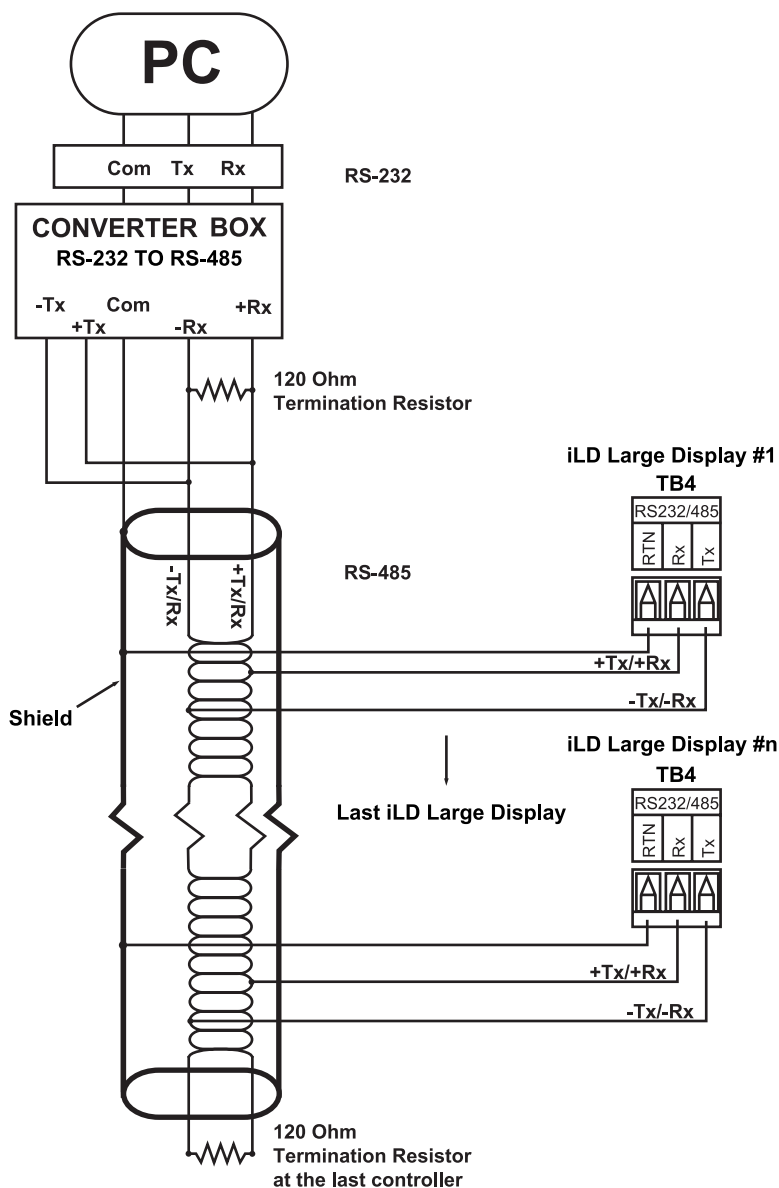 PC
Com Tx Rx
RS-232
CONVERTER BOX
RS-232 TO RS-485
-Tx Com +Rx
+Tx -Rx
120 Ohm
Termination Resistor
iLD Large Display #1
TB4
RS232/485
RTN Rx Tx
RS-485
-Tx/Rx +Tx/Rx
+Tx/+Rx
-Tx/-Rx
Shield
iLD Large Display #n
TB4
RS232/485
RTN Rx Tx
Last iLD Large Display
+Tx/+Rx
-Tx/-Rx
120 Ohm
Termination Resistor
at the last controller